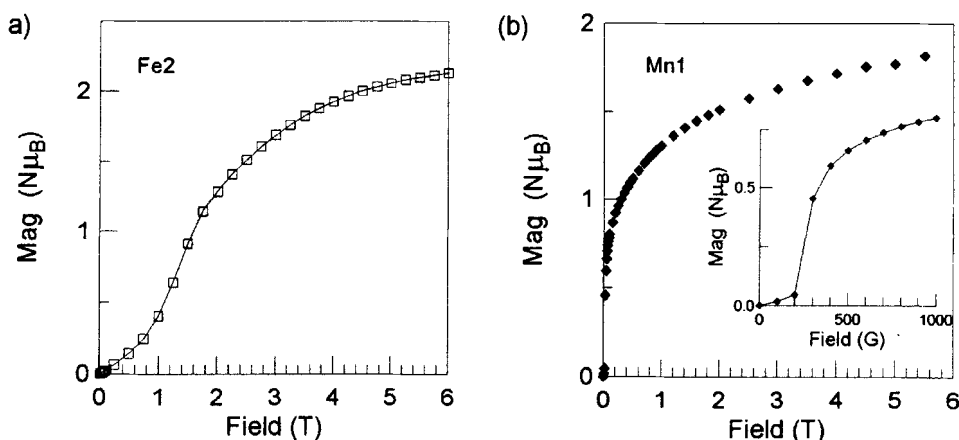 a)
Fe2
Mag (NμB)
2
1
0
0 1 2 3 4 5 6
Field (T)
(b)
Mn1
Mag (NμB)
2
1
0
0 1 2 3 4 5 6
Field (T)
Mag (NμB)
0.5
0.0
0 500 1000
Field (G)